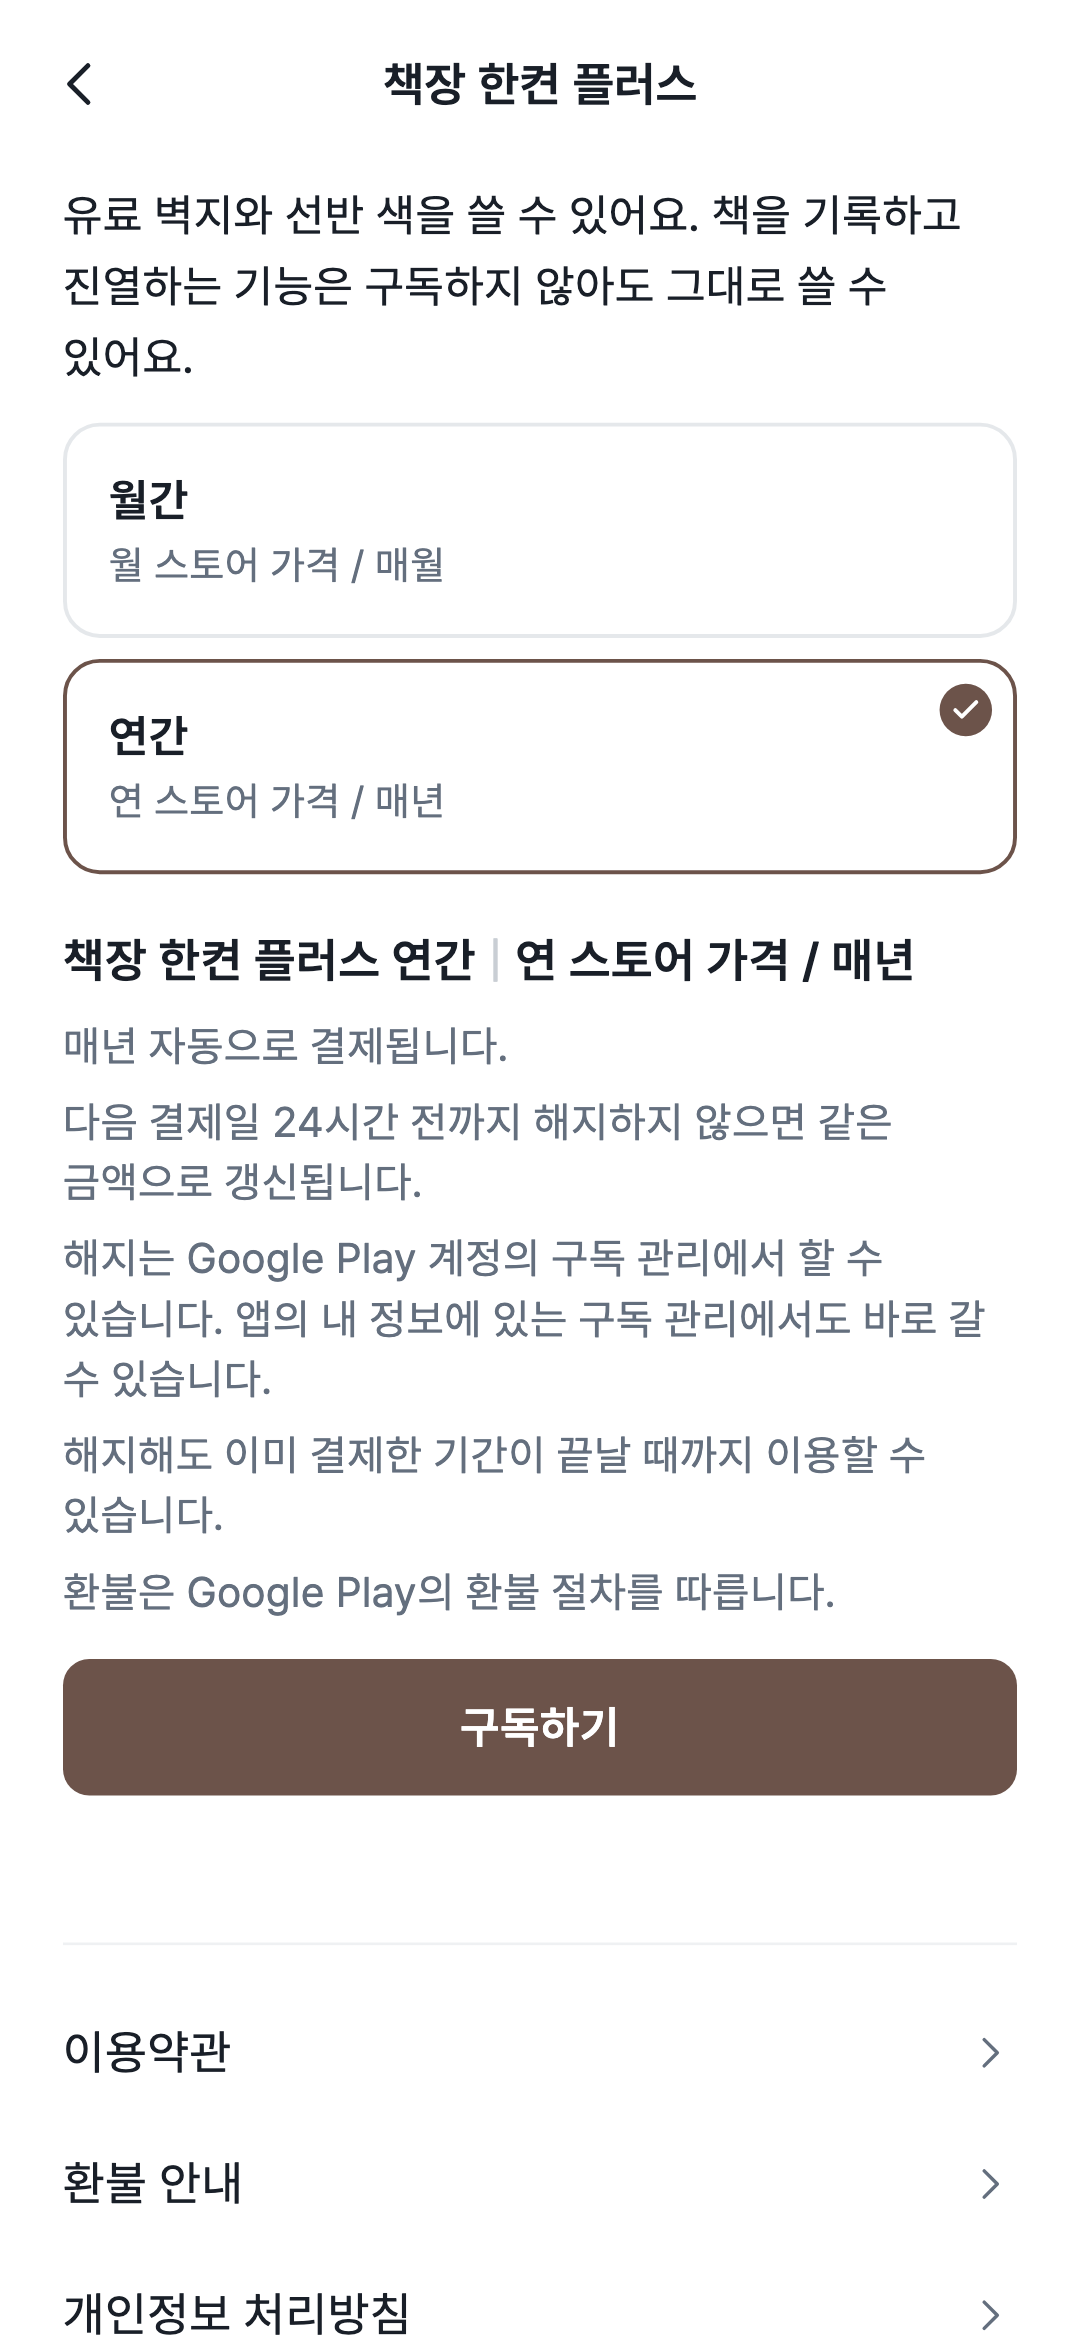 책장 한켠 플러스
유료 벽지와 선반 색을 쓸 수 있어요. 책을 기록하고
진열하는 기능은 구독하지 않아도 그대로 쓸 수
있어요.
월간
월 스토어 가격 / 매월
연간
연 스토어 가격 / 매년
책장 한켠 플러스 연간 | 연 스토어 가격 / 매년
매년 자동으로 결제됩니다.
다음 결제일 24시간 전까지 해지하지 않으면 같은
금액으로 갱신됩니다.
해지는 Google Play 계정의 구독 관리에서 할 수
있습니다. 앱의 내 정보에 있는 구독 관리에서도 바로 갈
수 있습니다.
해지해도 이미 결제한 기간이 끝날 때까지 이용할 수
있습니다.
환불은 Google Play의 환불 절차를 따릅니다.
구독하기
이용약관
환불 안내
개인정보 처리방침